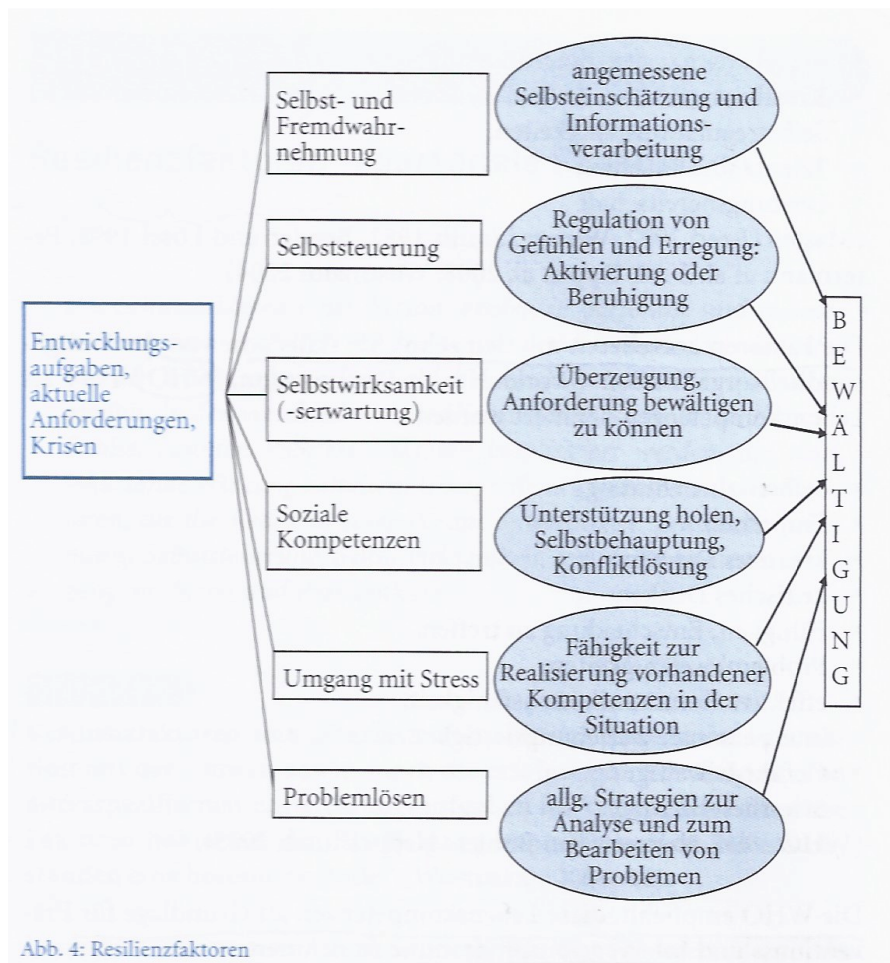 Entwicklungs-
aufgaben,
aktuelle
Anforderungen,
Krisen
Selbst- und
Fremdwahr-
nehmung
angemessene
Selbsteinschätzung und
Informations-
verarbeitung
Selbststeuerung
Regulation von
Gefühlen und Erregung:
Aktivierung oder
Beruhigung
Selbstwirksamkeit
(-serwartung)
Überzeugung,
Anforderung bewältigen
zu können
Soziale
Kompetenzen
Unterstützung holen,
Selbstbehauptung,
Konfliktlösung
Umgang mit Stress
Fähigkeit zur
Realisierung vorhandener
Kompetenzen in der
Situation
Problemlösen
allg. Strategien zur
Analyse und zum
Bearbeiten von
Problemen
BEWÄLTIGUNG
Abb. 4: Resilienzfaktoren